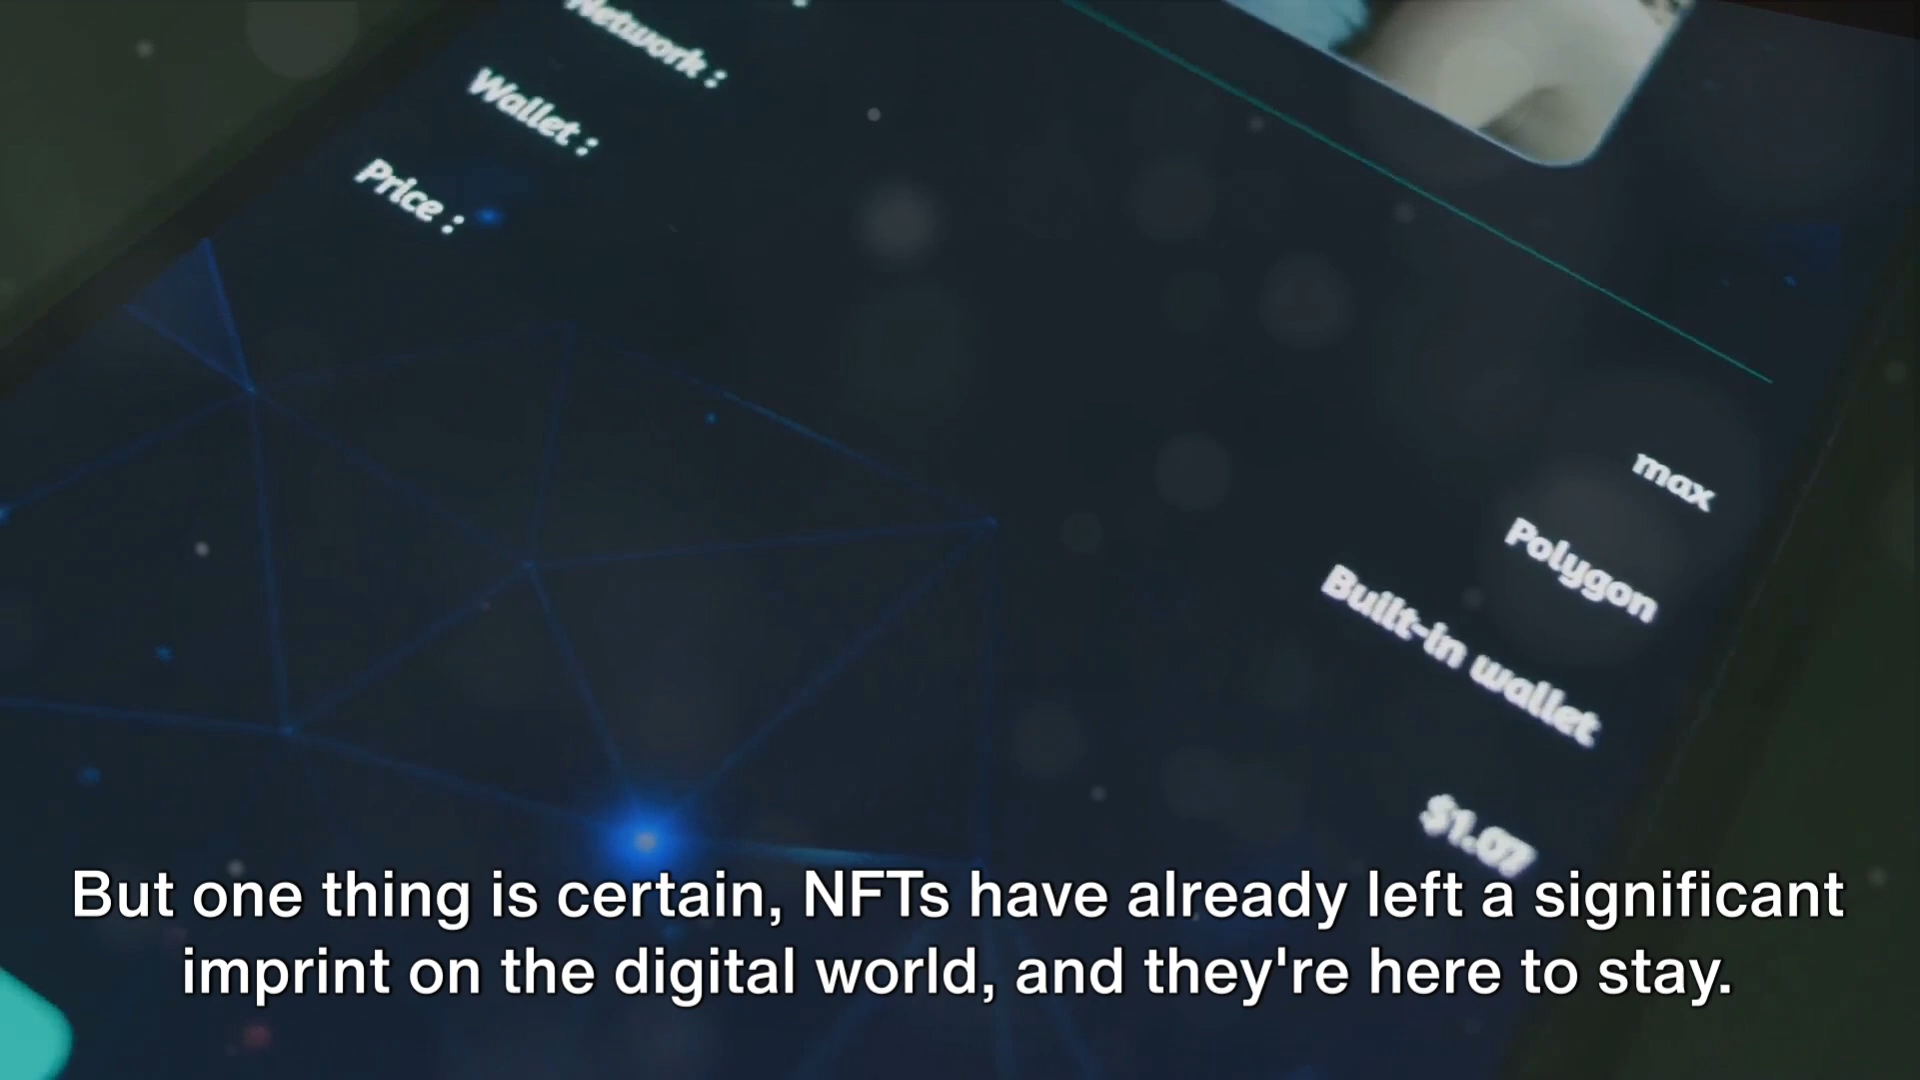 Network :
Wallet :
Price :
max
Polygon
Built-in wallet
$1.07
But one thing is certain, NFTs have already left a significant
imprint on the digital world, and they're here to stay.